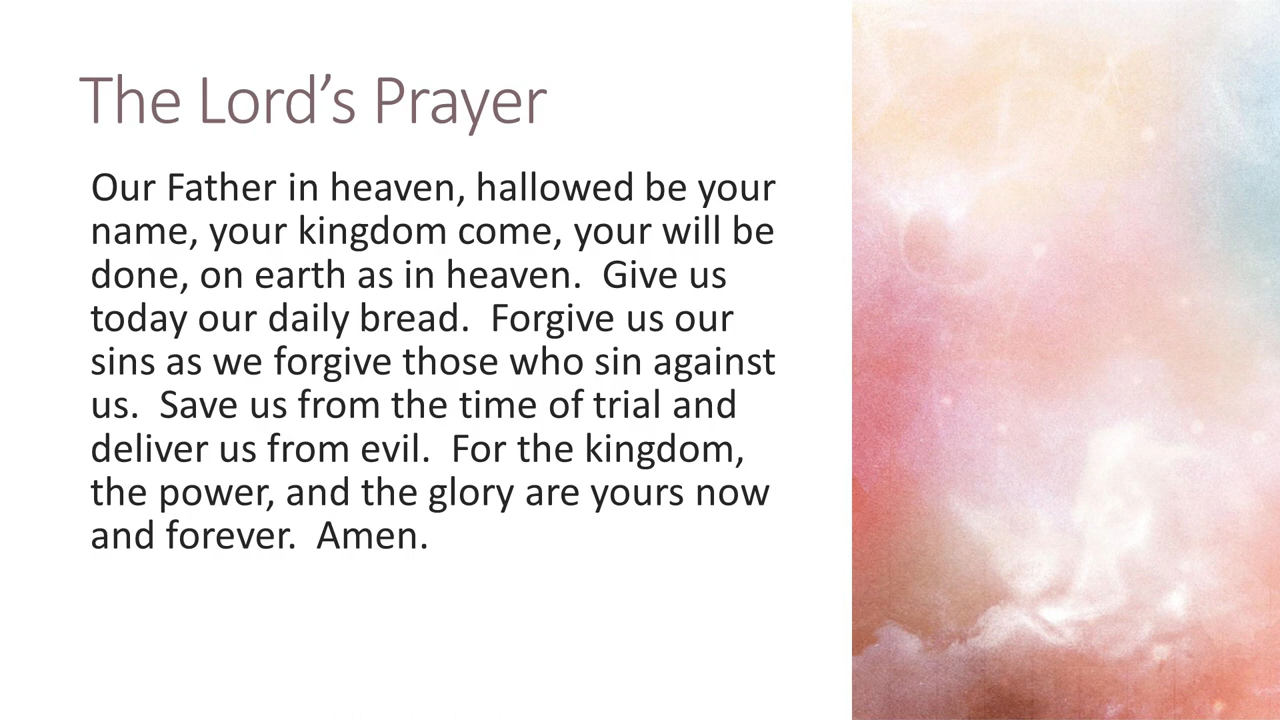 The Lord’s Prayer
Our Father in heaven, hallowed be your
name, your kingdom come, your will be
done, on earth as in heaven.  Give us
today our daily bread.  Forgive us our
sins as we forgive those who sin against
us.  Save us from the time of trial and
deliver us from evil.  For the kingdom,
the power, and the glory are yours now
and forever.  Amen.